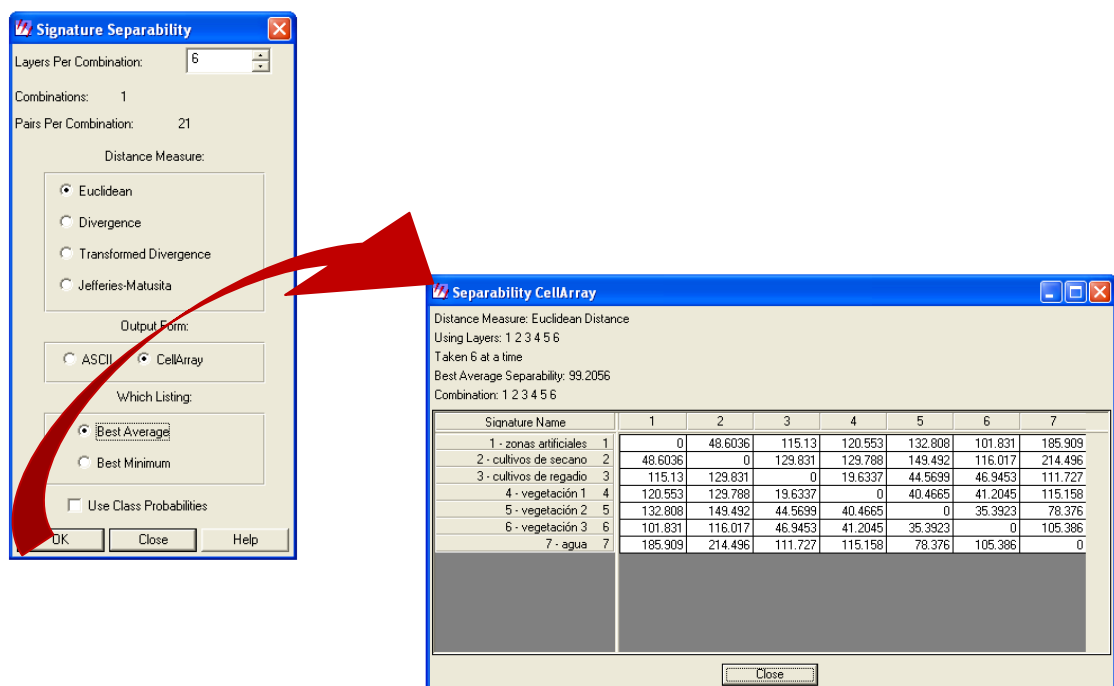 Signature Separability
Layers Per Combination: 6
Combinations: 1
Pairs Per Combination: 21
Distance Measure:
Euclidean
Divergence
Transformed Divergence
Jefferies-Matusita
Output Form:
ASCII CellArray
Which Listing:
Best Average
Best Minimum
Use Class Probabilities
OK Close Help
Separability CellArray
Distance Measure: Euclidean Distance
Using Layers: 1 2 3 4 5 6
Taken 6 at a time
Best Average Separability: 99.2056
Combination: 1 2 3 4 5 6
Signature Name 1 2 3 4 5 6 7
1 - zonas artificiales 1 0 48.6036 115.13 120.553 132.808 101.831 185.909
2 - cultivos de secano 2 48.6036 0 129.831 129.788 149.492 116.017 214.496
3 - cultivos de regadio 3 115.13 129.831 0 19.6337 44.5699 46.9453 111.727
4 - vegetación 1 4 120.553 129.788 19.6337 0 40.4665 41.2045 115.158
5 - vegetación 2 5 132.808 149.492 44.5699 40.4665 0 35.3923 78.376
6 - vegetación 3 6 101.831 116.017 46.9453 41.2045 35.3923 0 105.386
7 - agua 7 185.909 214.496 111.727 115.158 78.376 105.386 0
Close